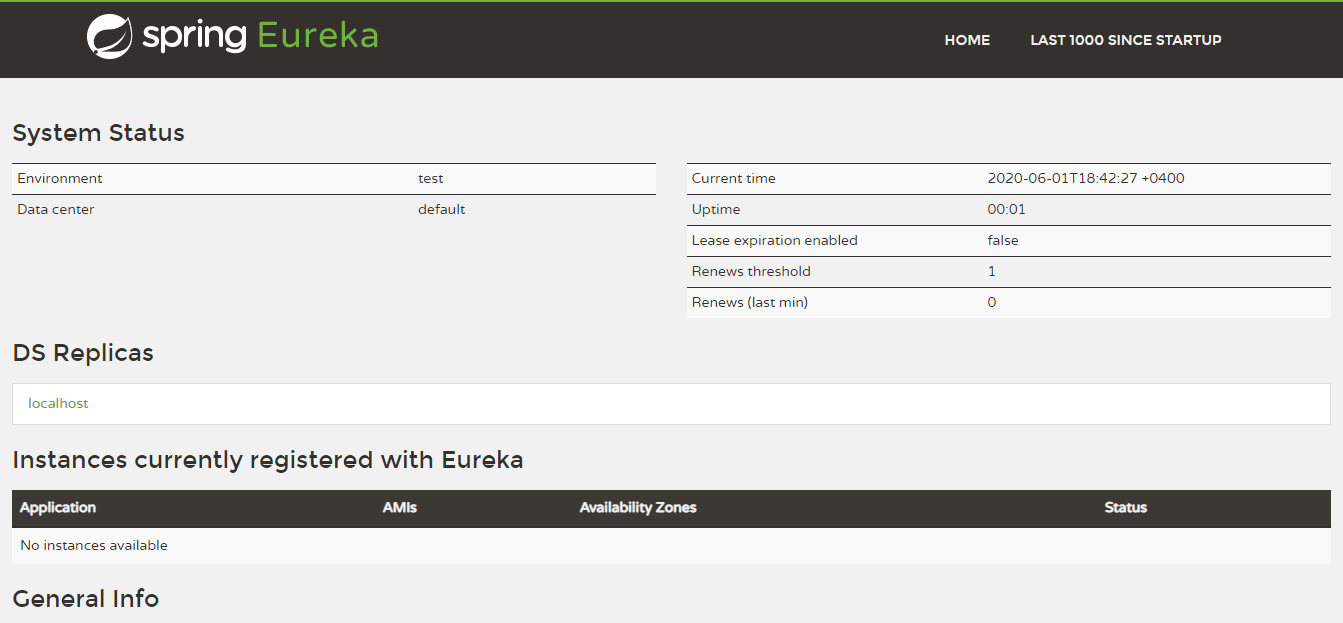 spring Eureka
HOME LAST 1000 SINCE STARTUP
System Status
Environment test
Data center default
Current time 2020-06-01T18:42:27 +0400
Uptime 00:01
Lease expiration enabled false
Renews threshold 1
Renews (last min) 0
DS Replicas
localhost
Instances currently registered with Eureka
Application AMIs Availability Zones Status
No instances available
General Info